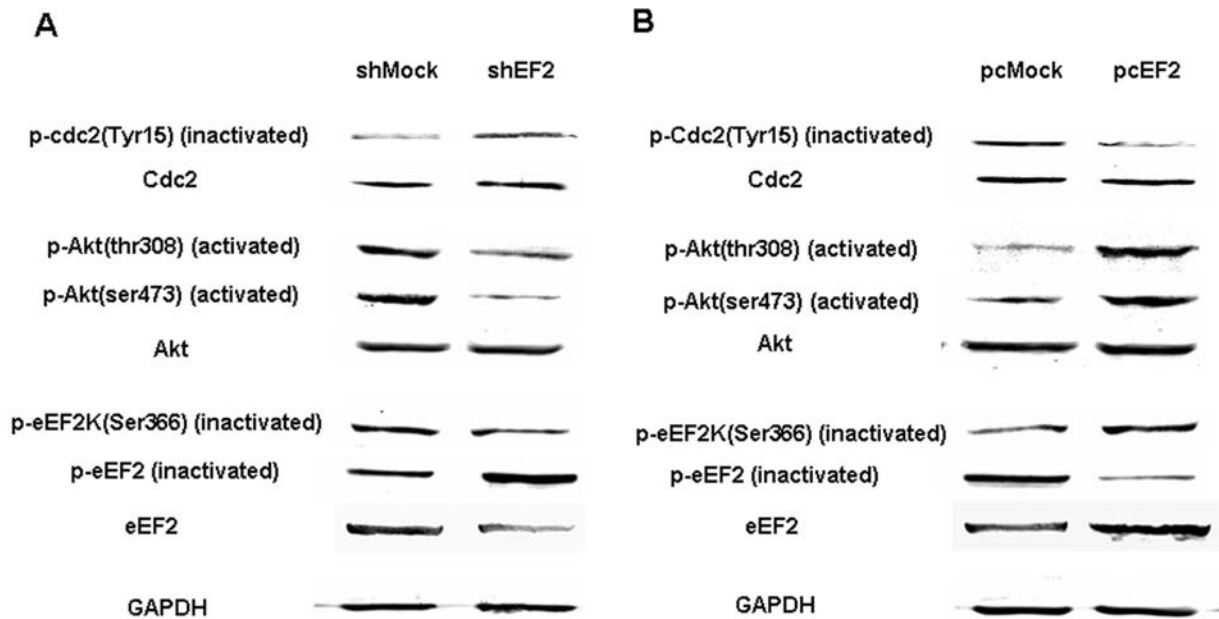 A
shMock shEF2
p-cdc2(Tyr15) (inactivated)
Cdc2
p-Akt(thr308) (activated)
p-Akt(ser473) (activated)
Akt
p-eEF2K(Ser366) (inactivated)
p-eEF2 (inactivated)
eEF2
GAPDH
B
pcMock pcEF2
p-Cdc2(Tyr15) (inactivated)
Cdc2
p-Akt(thr308) (activated)
p-Akt(ser473) (activated)
Akt
p-eEF2K(Ser366) (inactivated)
p-eEF2 (inactivated)
eEF2
GAPDH